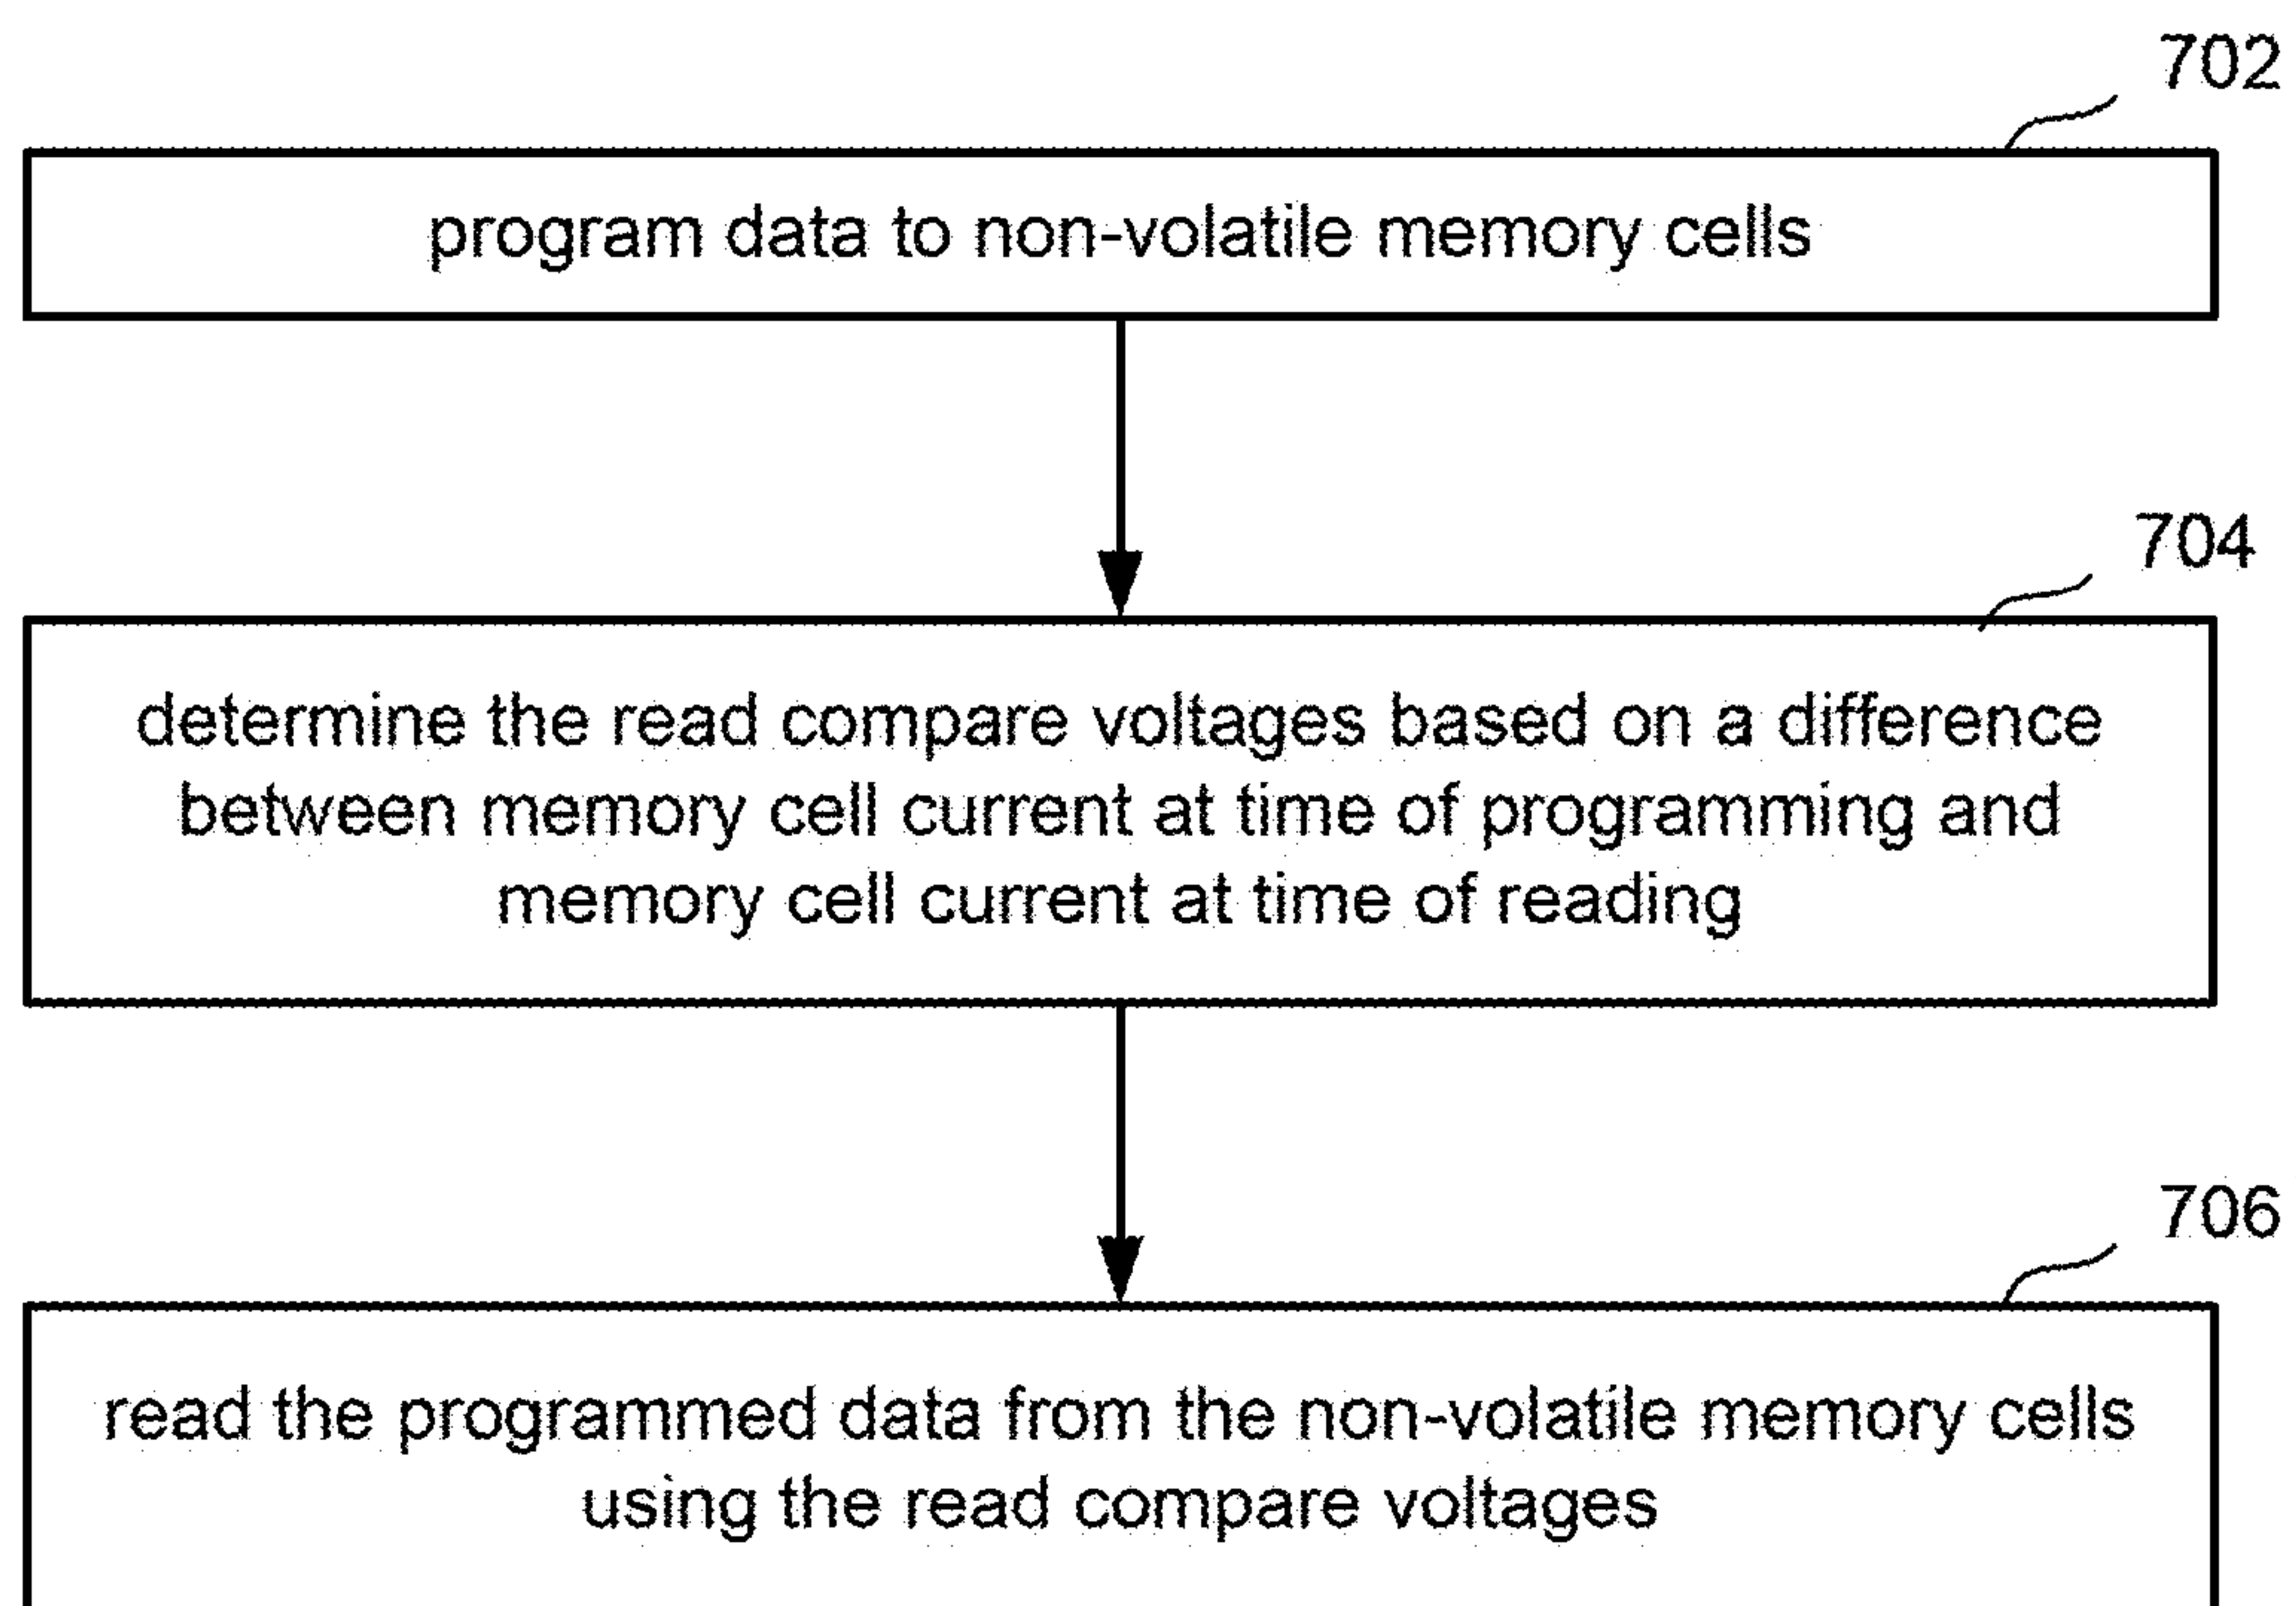 702
program data to non-volatile memory cells
704
determine the read compare voltages based on a difference
between memory cell current at time of programming and
memory cell current at time of reading
706
read the programmed data from the non-volatile memory cells
using the read compare voltages